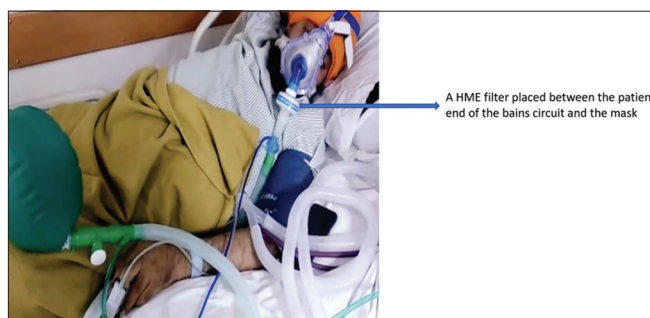 A HME filter placed between the patien
end of the bains circuit and the mask